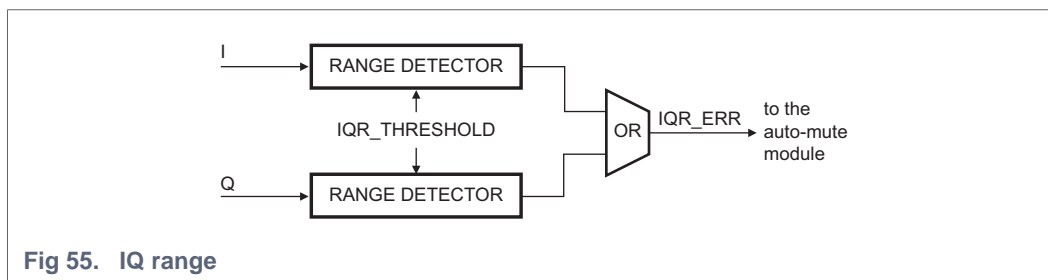 I
RANGE DETECTOR
IQR_THRESHOLD
OR
IQR_ERR
to the
auto-mute
module
Q
RANGE DETECTOR
Fig 55. IQ range